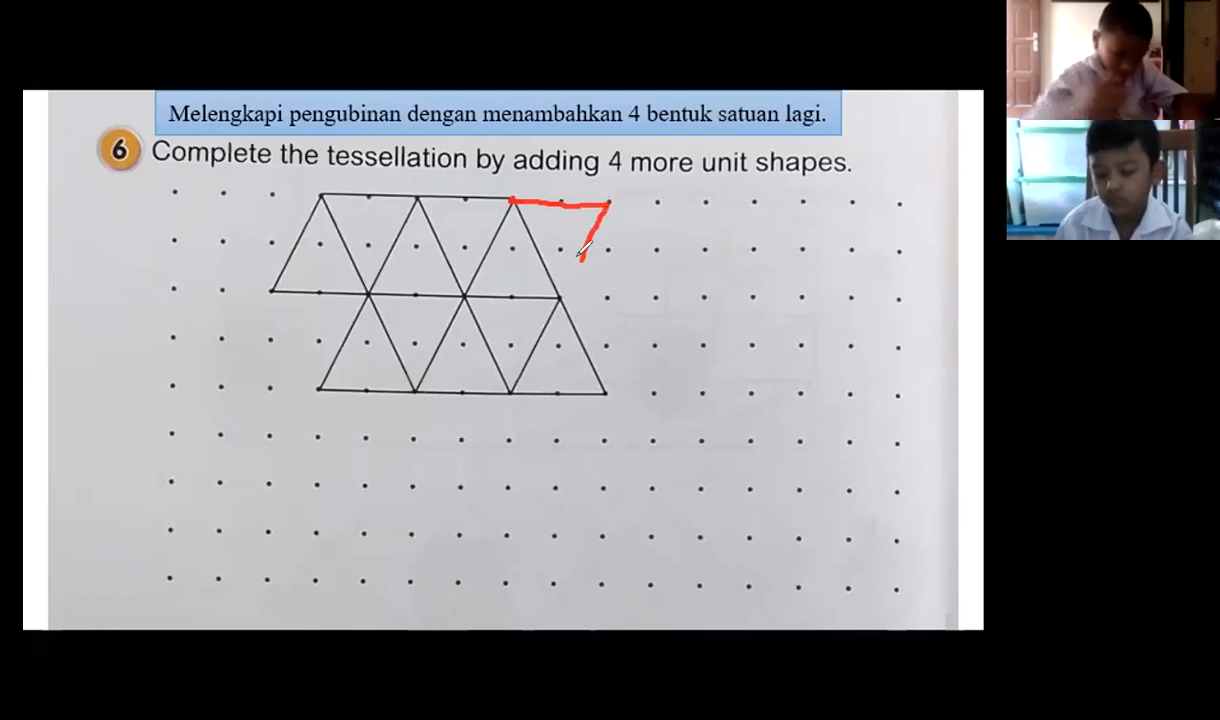 Melengkapi pengubinan dengan menambahkan 4 bentuk satuan lagi.
6 Complete the tessellation by adding 4 more unit shapes.